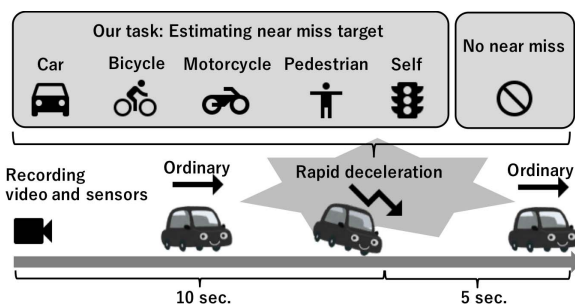 Our task: Estimating near miss target
No near miss
Car
Bicycle
Motorcycle
Pedestrian
Self
Recording
video and sensors
Ordinary
Rapid deceleration
Ordinary
10 sec.
5 sec.